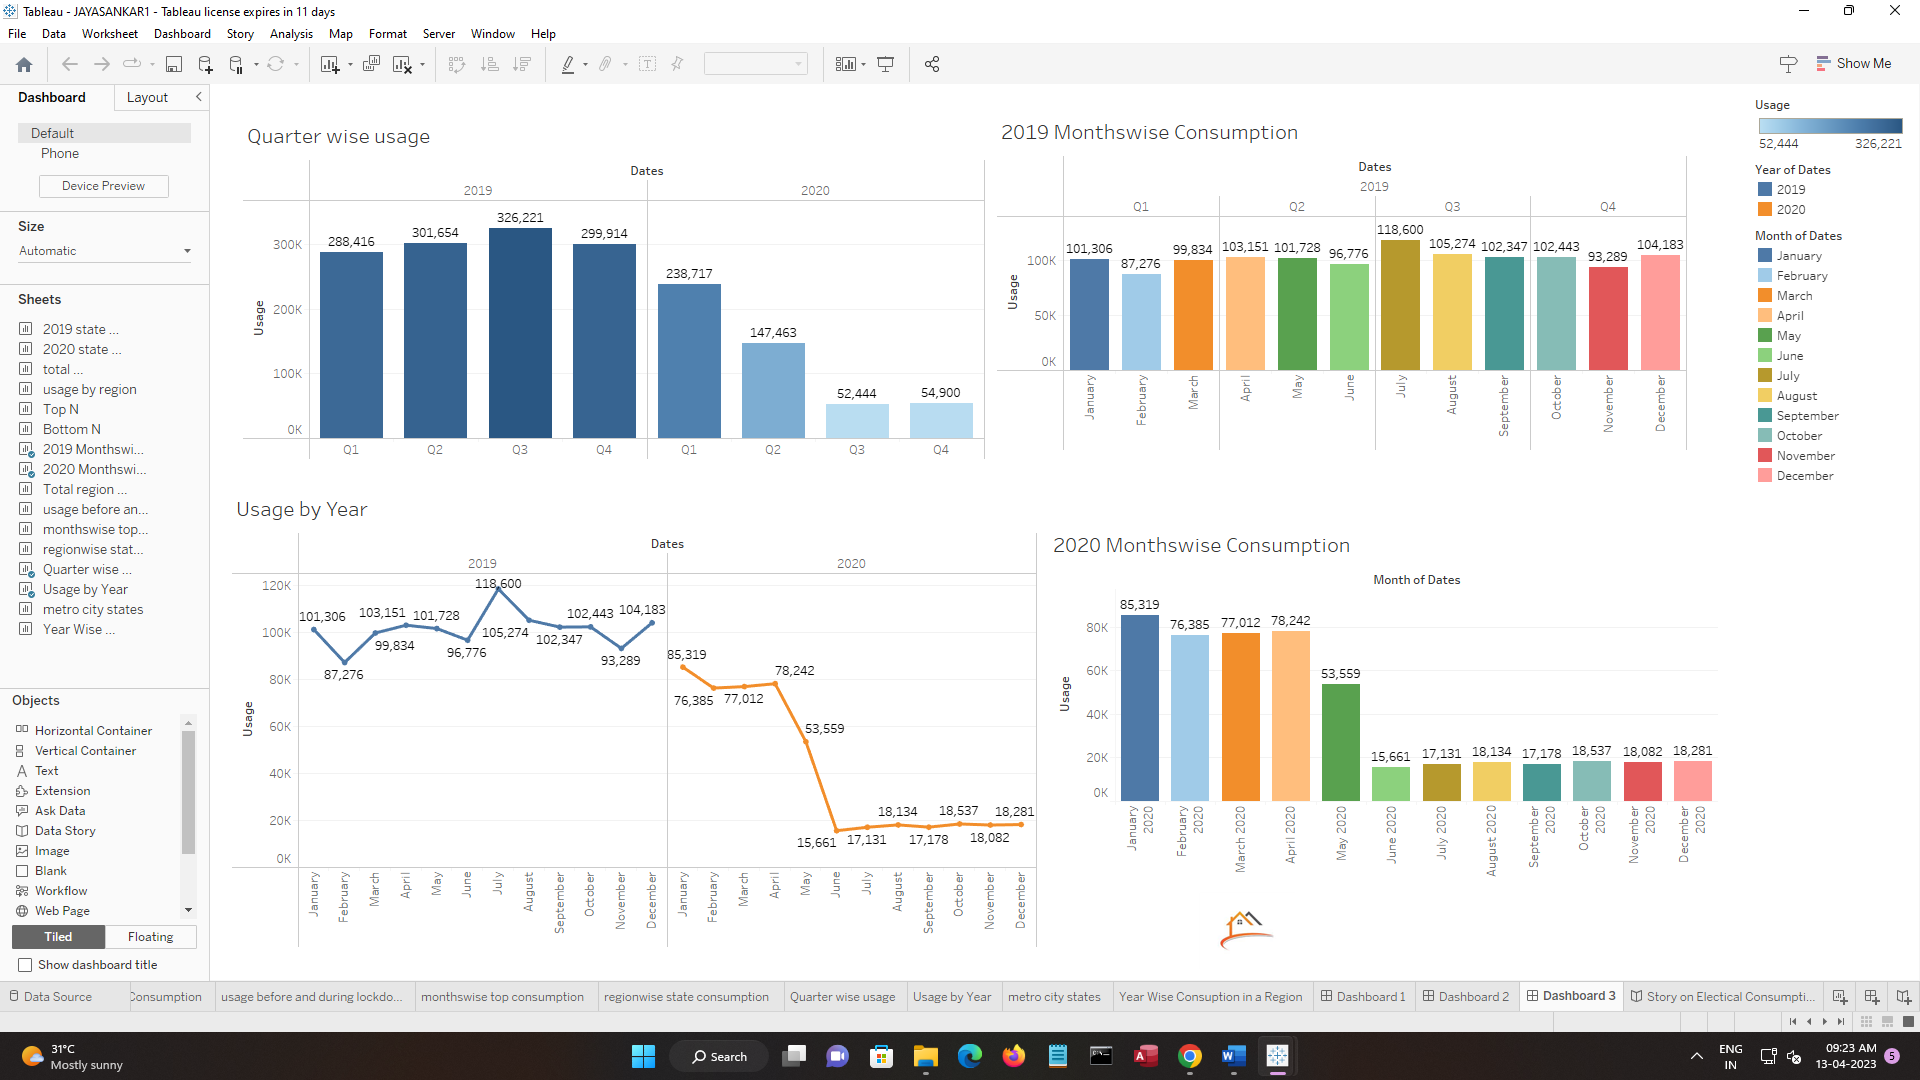 Tableau - JAYASANKAR1 - Tableau license expires in 11 days
File Data Worksheet Dashboard Story Analysis Map Format Server Window Help
Show Me
Dashboard Layout
Default
Phone
Device Preview
Size
Automatic
Sheets
2019 state ...
2020 state ...
total ...
usage by region
Top N
Bottom N
2019 Monthswi...
2020 Monthswi...
Total region ...
usage before an...
monthswise top...
regionwise stat...
Quarter wise ...
Usage by Year
metro city states
Year Wise ...
Objects
Horizontal Container
Vertical Container
Text
Extension
Ask Data
Data Story
Image
Blank
Workflow
Web Page
Tiled Floating
Show dashboard title
Quarter wise usage
Dates
2019 2020
326,221
301,654 299,914
288,416
238,717
147,463
52,444 54,900
Usage
300K
200K
100K
0K
Q1 Q2 Q3 Q4 Q1 Q2 Q3 Q4
2019 Monthswise Consumption
Dates
2019
Q1 Q2 Q3 Q4
101,306 87,276 99,834 103,151 101,728 96,776 118,600 105,274 102,347 102,443 93,289 104,183
Usage
100K
50K
0K
January February March April May June July August September October November December
Usage
52,444 326,221
Year of Dates
2019
2020
Month of Dates
January
February
March
April
May
June
July
August
September
October
November
December
Usage by Year
Dates
2019 2020
Usage
120K
100K
80K
60K
40K
20K
0K
101,306 87,276 103,151 99,834 101,728 96,776 118,600 105,274 102,347 102,443 93,289 104,183
85,319 76,385 77,012 78,242 53,559 15,661 17,131 18,134 17,178 18,537 18,082 18,281
January February March April May June July August September October November December January February March April May June July August September October November December
2020 Monthswise Consumption
Month of Dates
85,319 76,385 77,012 78,242 53,559 15,661 17,131 18,134 17,178 18,537 18,082 18,281
Usage
80K
60K
40K
20K
0K
January 2020 February 2020 March 2020 April 2020 May 2020 June 2020 July 2020 August 2020 September 2020 October 2020 November 2020 December 2020
Data Source Consumption usage before and during lockdo... monthswise top consumption regionwise state consumption Quarter wise usage Usage by Year metro city states Year Wise Consuption in a Region Dashboard 1 Dashboard 2 Dashboard 3 Story on Electical Consumpti...
31°C
Mostly sunny
Search
ENG
IN
09:23 AM
13-04-2023
5